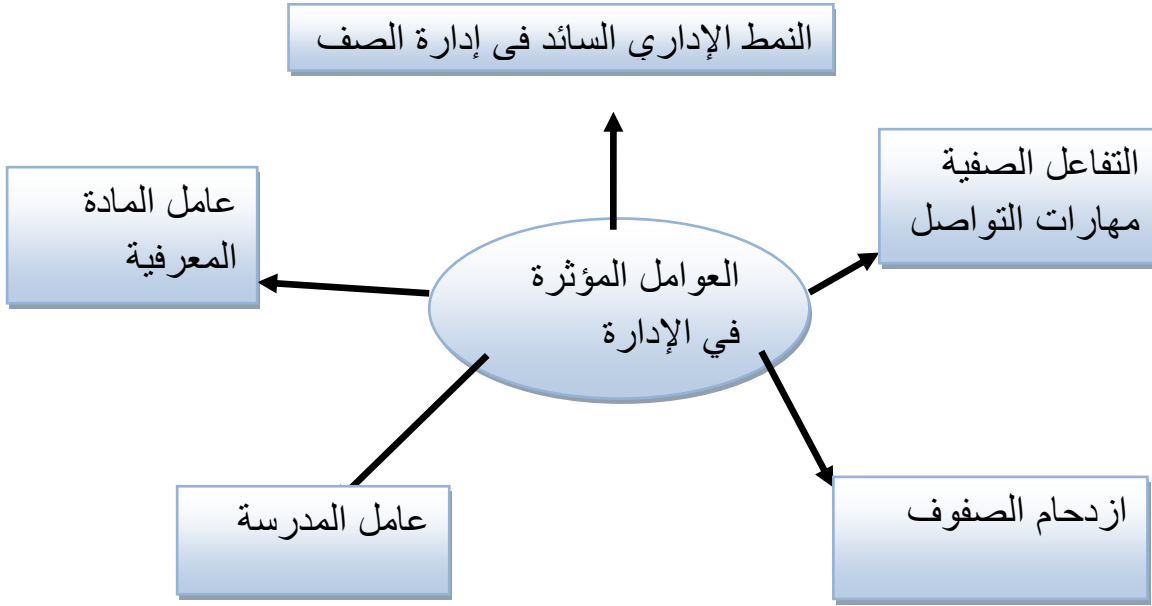 النمط الإداري السائد فى إدارة الصف
التفاعل الصفية
مهارات التواصل
عامل المادة
المعرفية
العوامل المؤثرة
في الإدارة
عامل المدرسة
ازدحام الصفوف